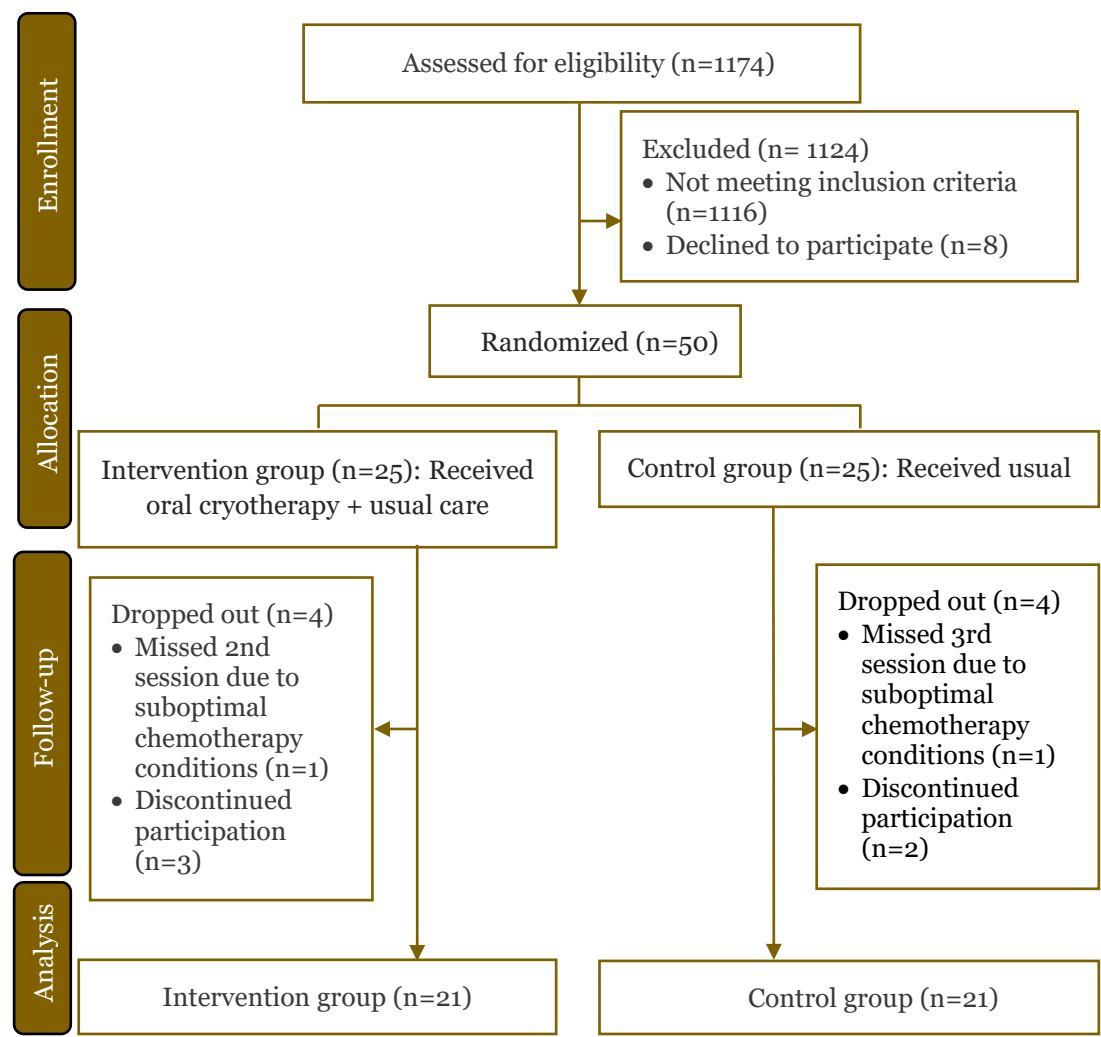 Enrollment
Assessed for eligibility (n=1174)
Excluded (n= 1124)
• Not meeting inclusion criteria
(n=1116)
• Declined to participate (n=8)
Allocation
Randomized (n=50)
Intervention group (n=25): Received
oral cryotherapy + usual care
Control group (n=25): Received usual
Follow-up
Dropped out (n=4)
• Missed 2nd
session due to
suboptimal
chemotherapy
conditions (n=1)
• Discontinued
participation
(n=3)
Dropped out (n=4)
• Missed 3rd
session due to
suboptimal
chemotherapy
conditions (n=1)
• Discontinued
participation
(n=2)
Analysis
Intervention group (n=21)
Control group (n=21)